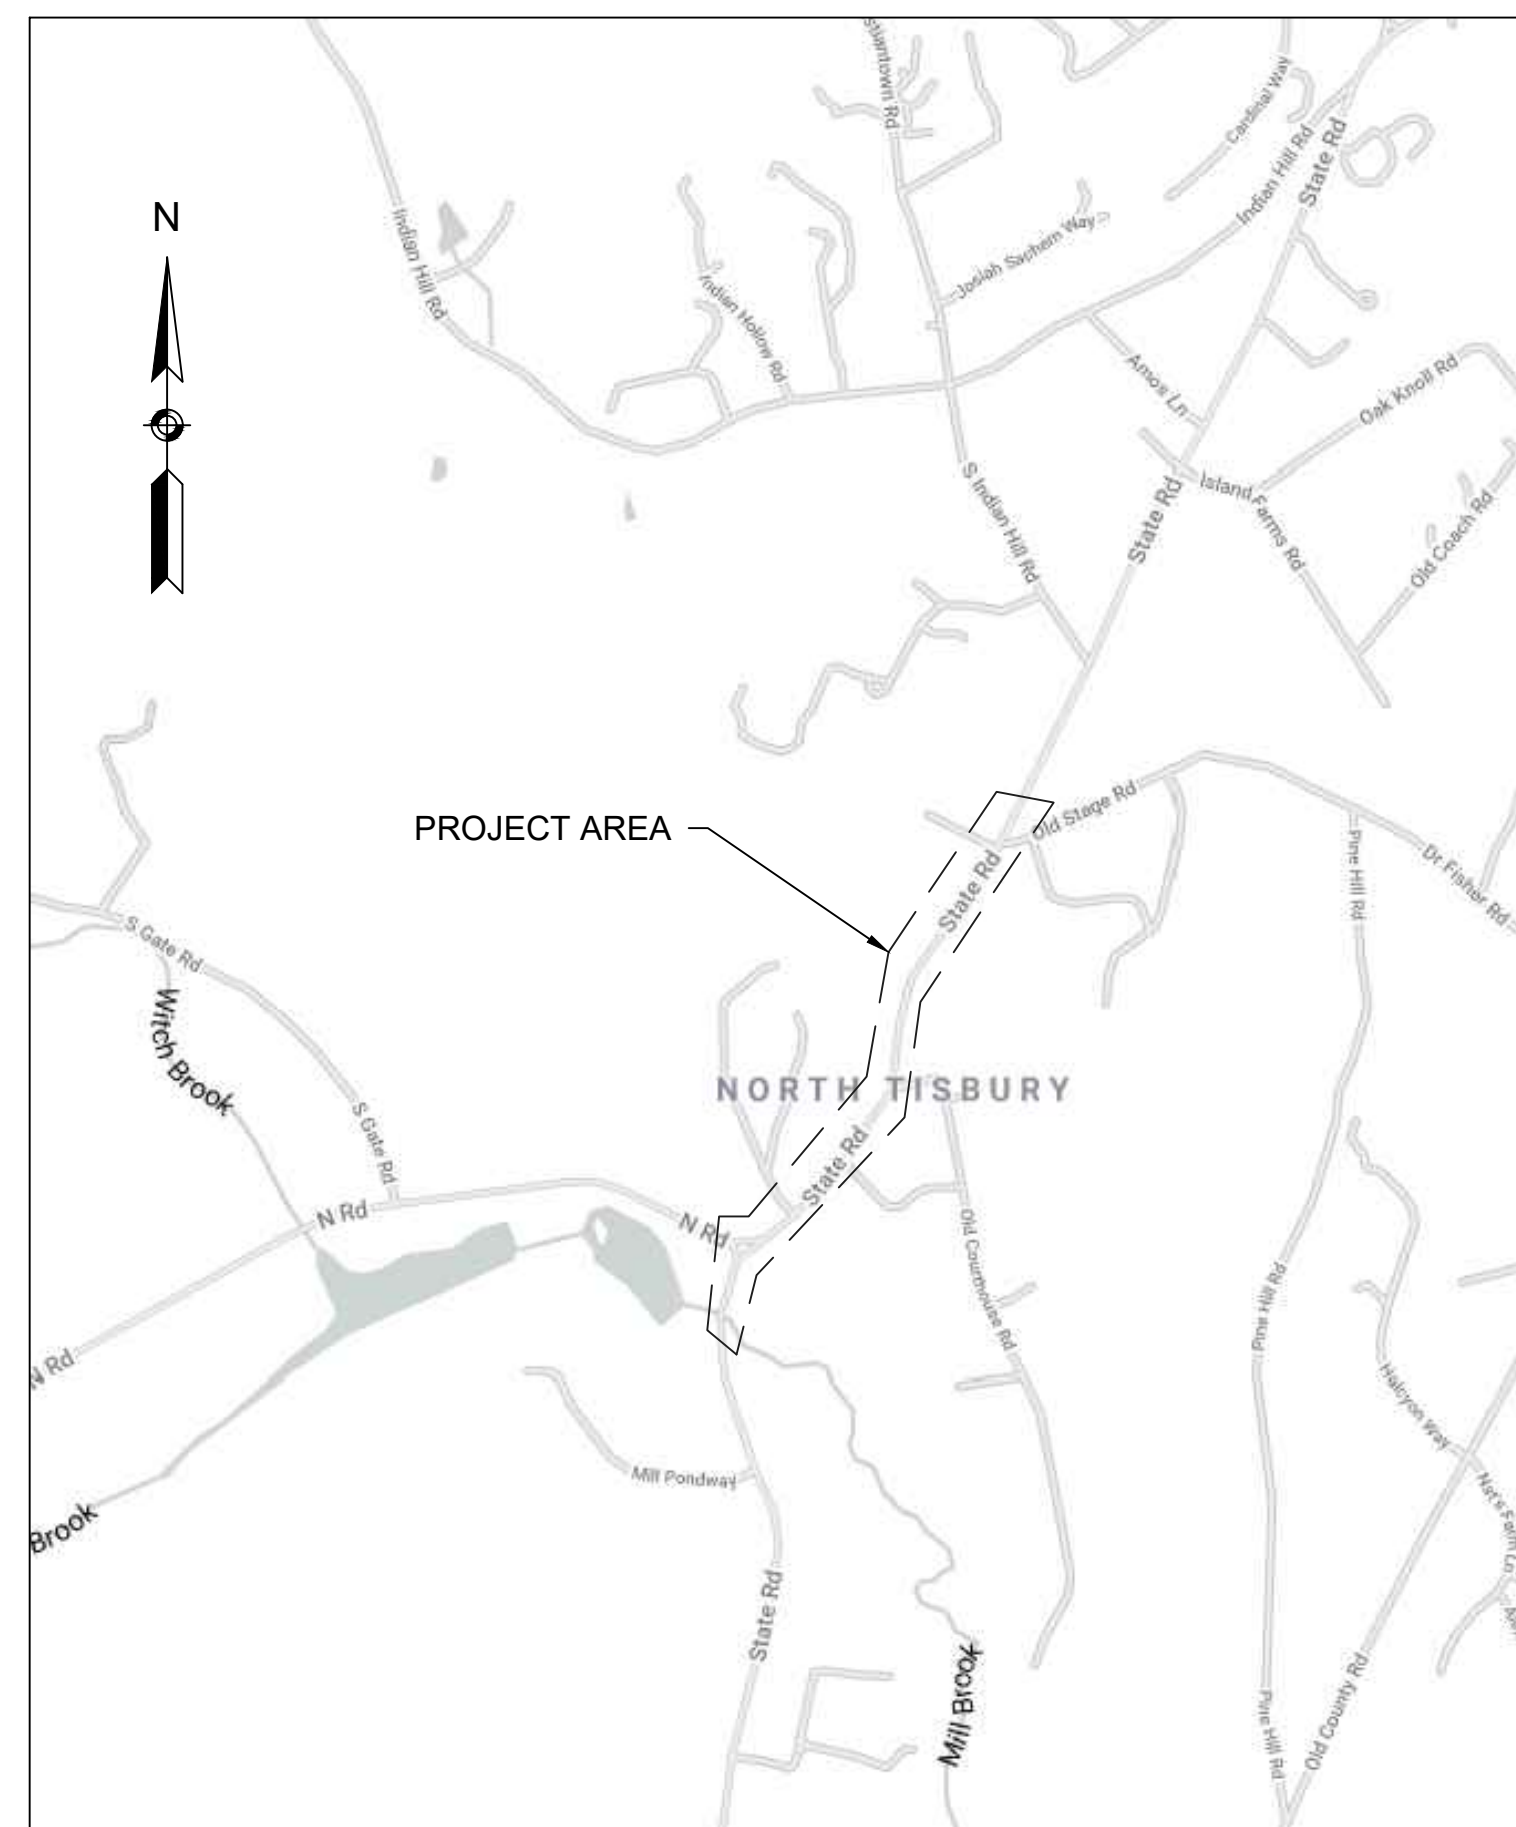 Cardinal Way
State Rd
Indian Hill Rd
N
Indian Hill Rd
Josiah Sachem Way
Indian Hollow Rd
Amos Ln
Oak Knoll Rd
S Indian Hill Rd
State Rd
Island Farms Rd
Old Coach Rd
PROJECT AREA
Old Stage Rd
Pine Hill Rd
Dr Fisher Rd
State Rd
S Gate Rd
Witch Brook
NORTH TISBURY
S Gate Rd
State Rd
N Rd
N Rd
Old Courthouse Rd
Pine Hill Rd
N Rd
Halcyon Way
Mill Pondway
Nat's Farm Ln
Brook
State Rd
Mill Brook
Old County Rd
Pine Hill Rd